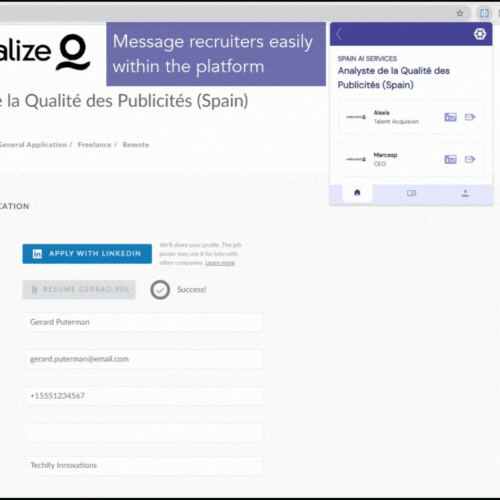 alize
Message recruiters easily
within the platform
e la Qualité des Publicités (Spain)
General Application / Freelance / Remote
CATION
in APPLY WITH LINKEDIN
We'll share your profile. The job
poster may use it for jobs with
other companies. Learn more
RESUME GERRAD.PDF
Success!
Gerard Puterman
gerard.puterman@email.com
+15551234567
Techify Innovations
SPAIN AI SERVICES
Analyste de la Qualité des
Publicités (Spain)
Alexis
Talent Acquision
Mercesp
CEO